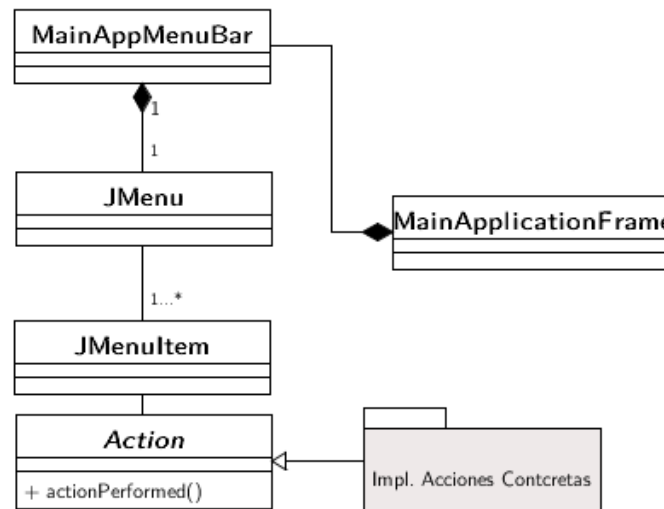 MainAppMenuBar
1
1
JMenu
MainApplicationFrame
1...*
JMenuItem
Action
+ actionPerformed()
Impl. Acciones Contcretas